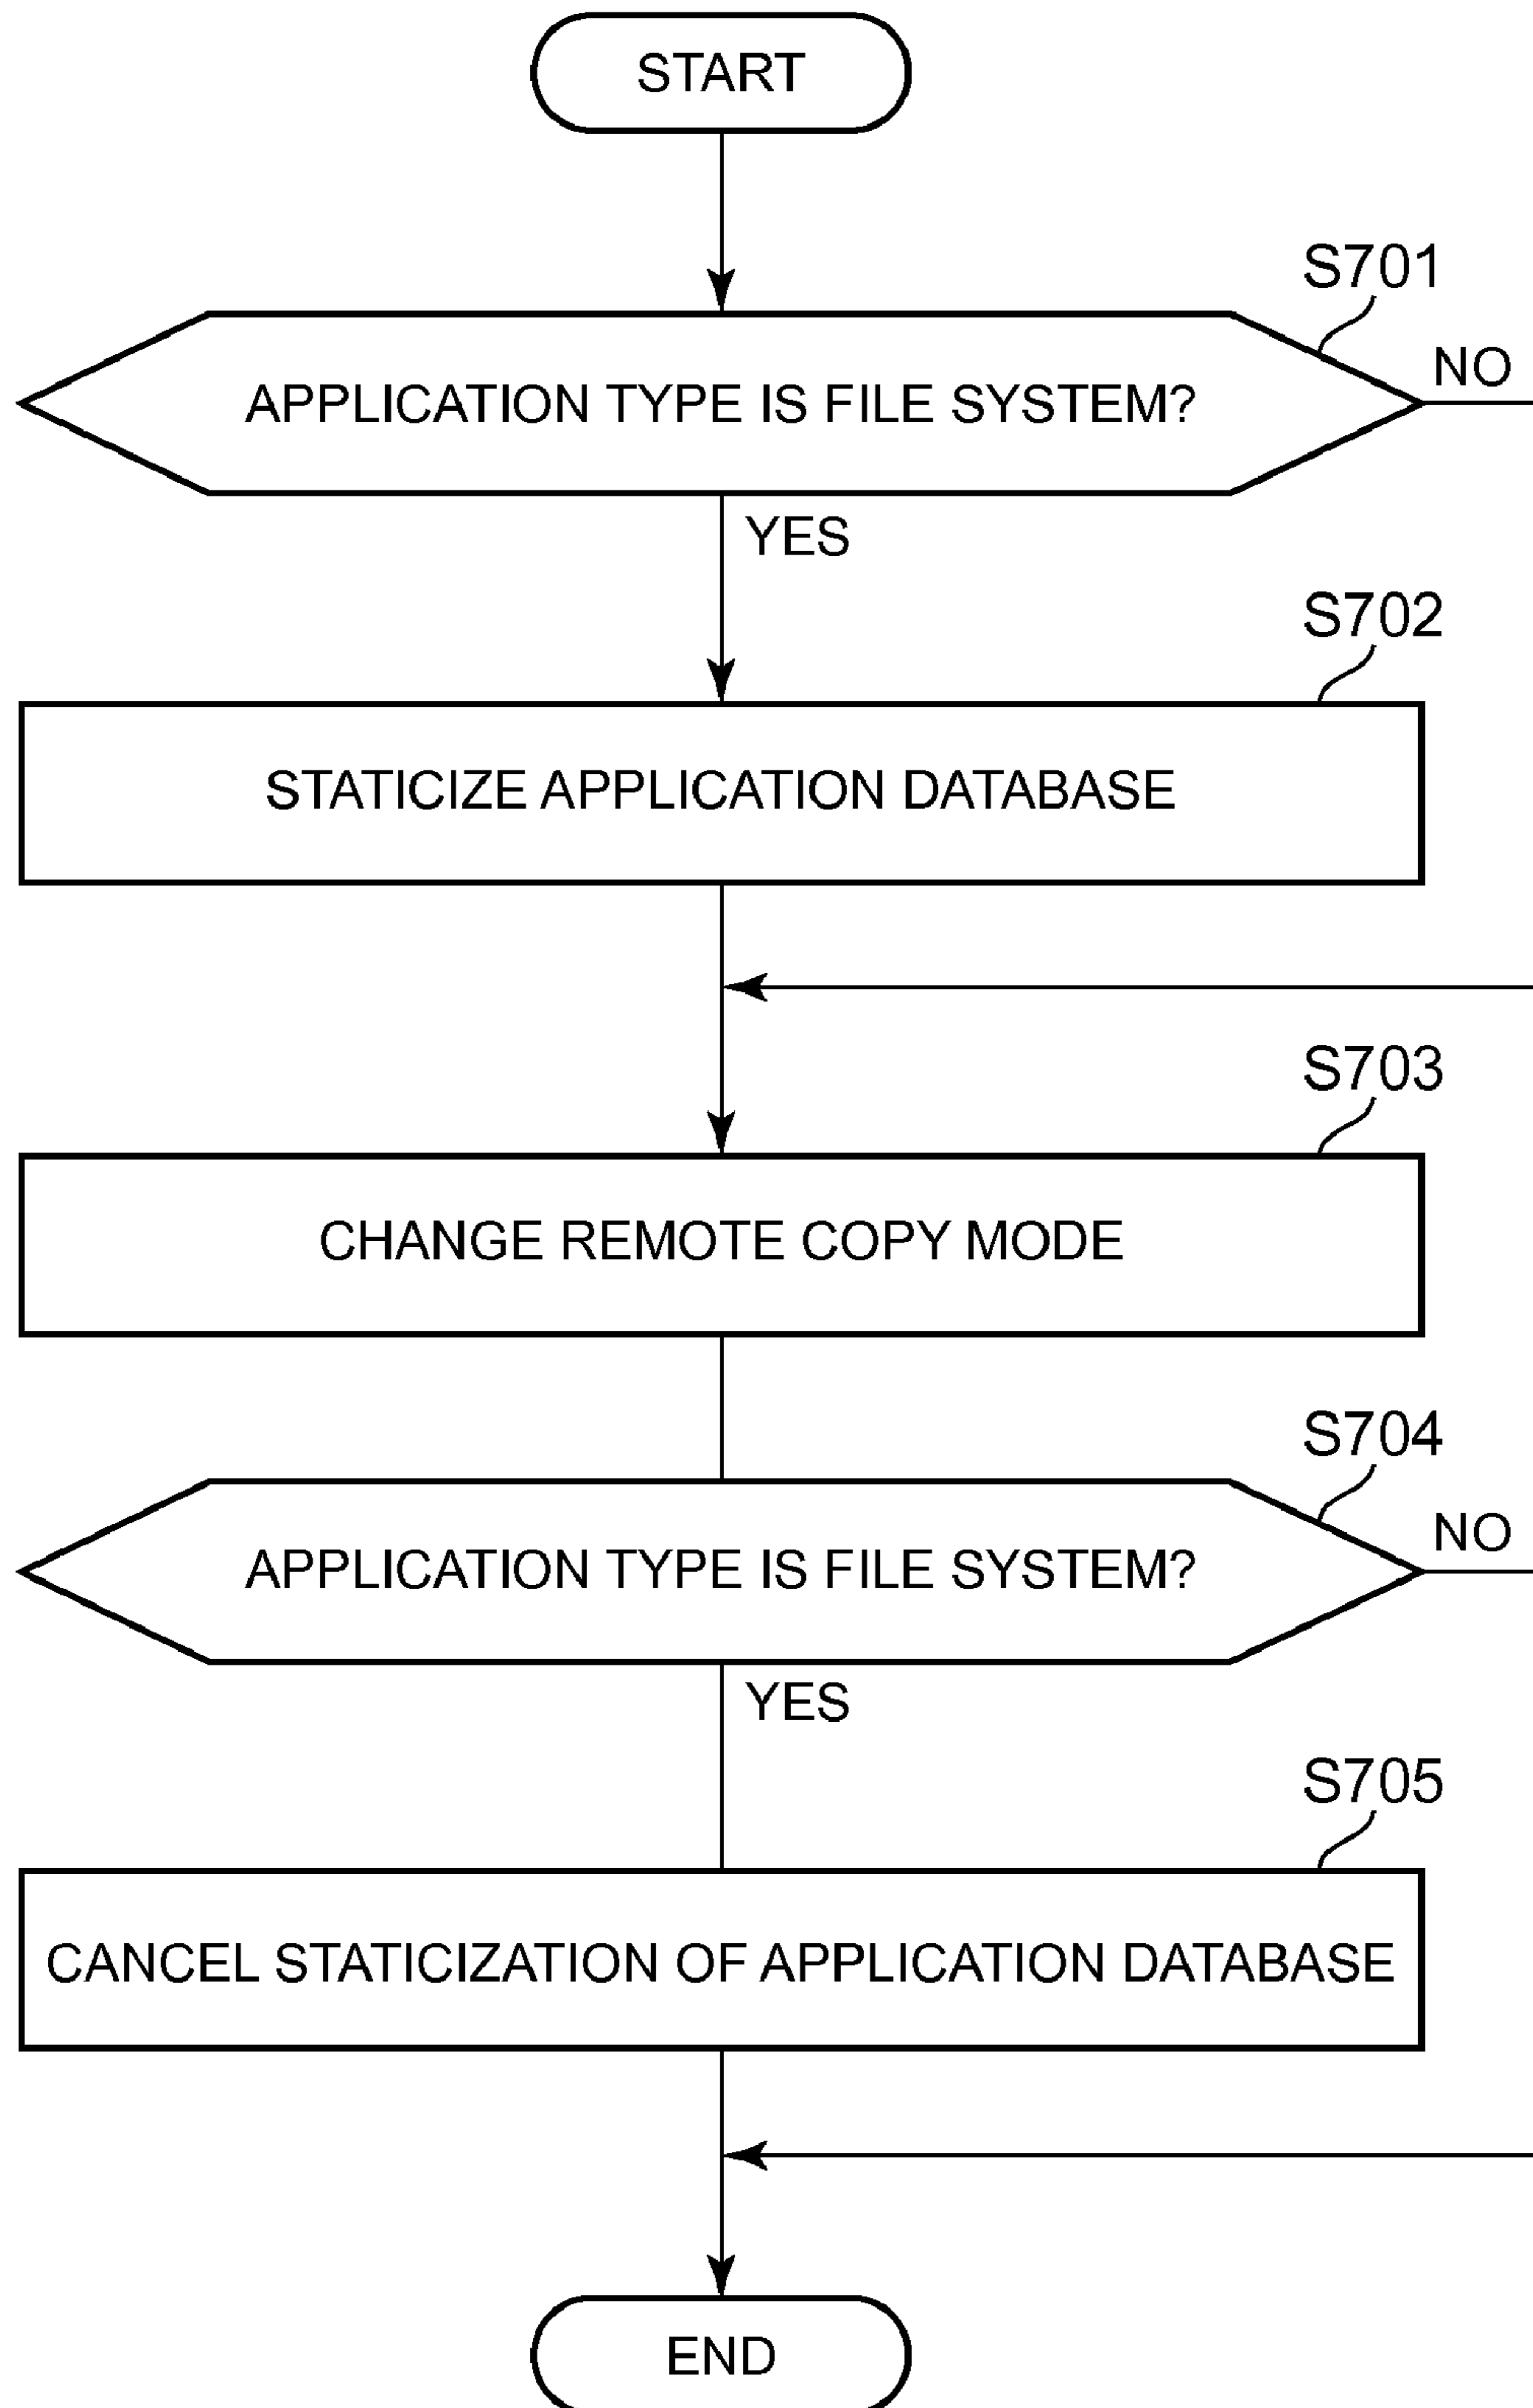 START
S701
APPLICATION TYPE IS FILE SYSTEM?
NO
YES
S702
STATICIZE APPLICATION DATABASE
S703
CHANGE REMOTE COPY MODE
S704
APPLICATION TYPE IS FILE SYSTEM?
NO
YES
S705
CANCEL STATICIZATION OF APPLICATION DATABASE
END